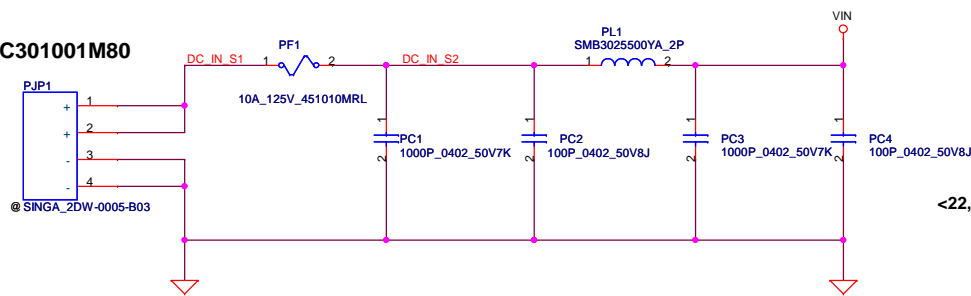 VIN
C301001M80
PF1
PL1
SMB3025500YA_2P
DC_IN_S1
1
2
DC_IN_S2
1
2
PJP1
+
1
+
2
-
3
-
4
10A_125V_451010MRL
1
2
PC1
1000P_0402_50V7K
1
2
PC2
100P_0402_50V8J
1
2
PC3
1000P_0402_50V7K
1
2
PC4
100P_0402_50V8J
@ SINGA_2DW-0005-B03
<22,